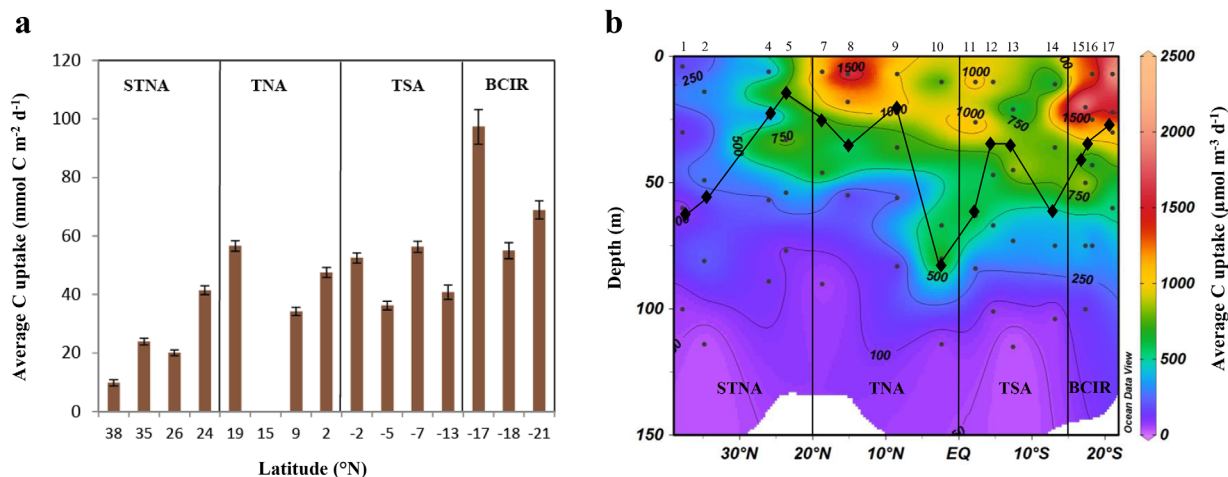 a
120
100
80
60
40
20
0
Average C uptake (mmol C m-2 d-1)
STNA TNA TSA BCIR
38 35 26 24 19 15 9 2 -2 -5 -7 -13 -17 -18 -21
Latitude (°N)
b
1 2 4 5 7 8 9 10 11 12 13 14 15 16 17
0
50
100
150
Depth (m)
250
500
750
1500
1000
1000
1000
750
1500
750
500
250
100
50
STNA TNA TSA BCIR
30°N 20°N 10°N EQ 10°S 20°S
Ocean Data View
2500
2000
1500
1000
500
0
Average C uptake (µmol m-3 d-1)